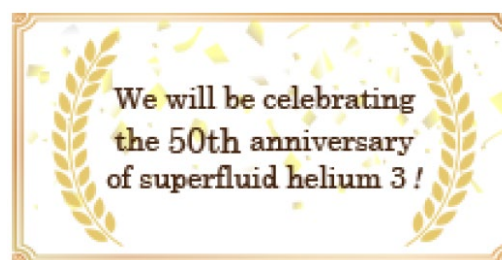 We will be celebrating
the 50th anniversary
of superfluid helium 3 !